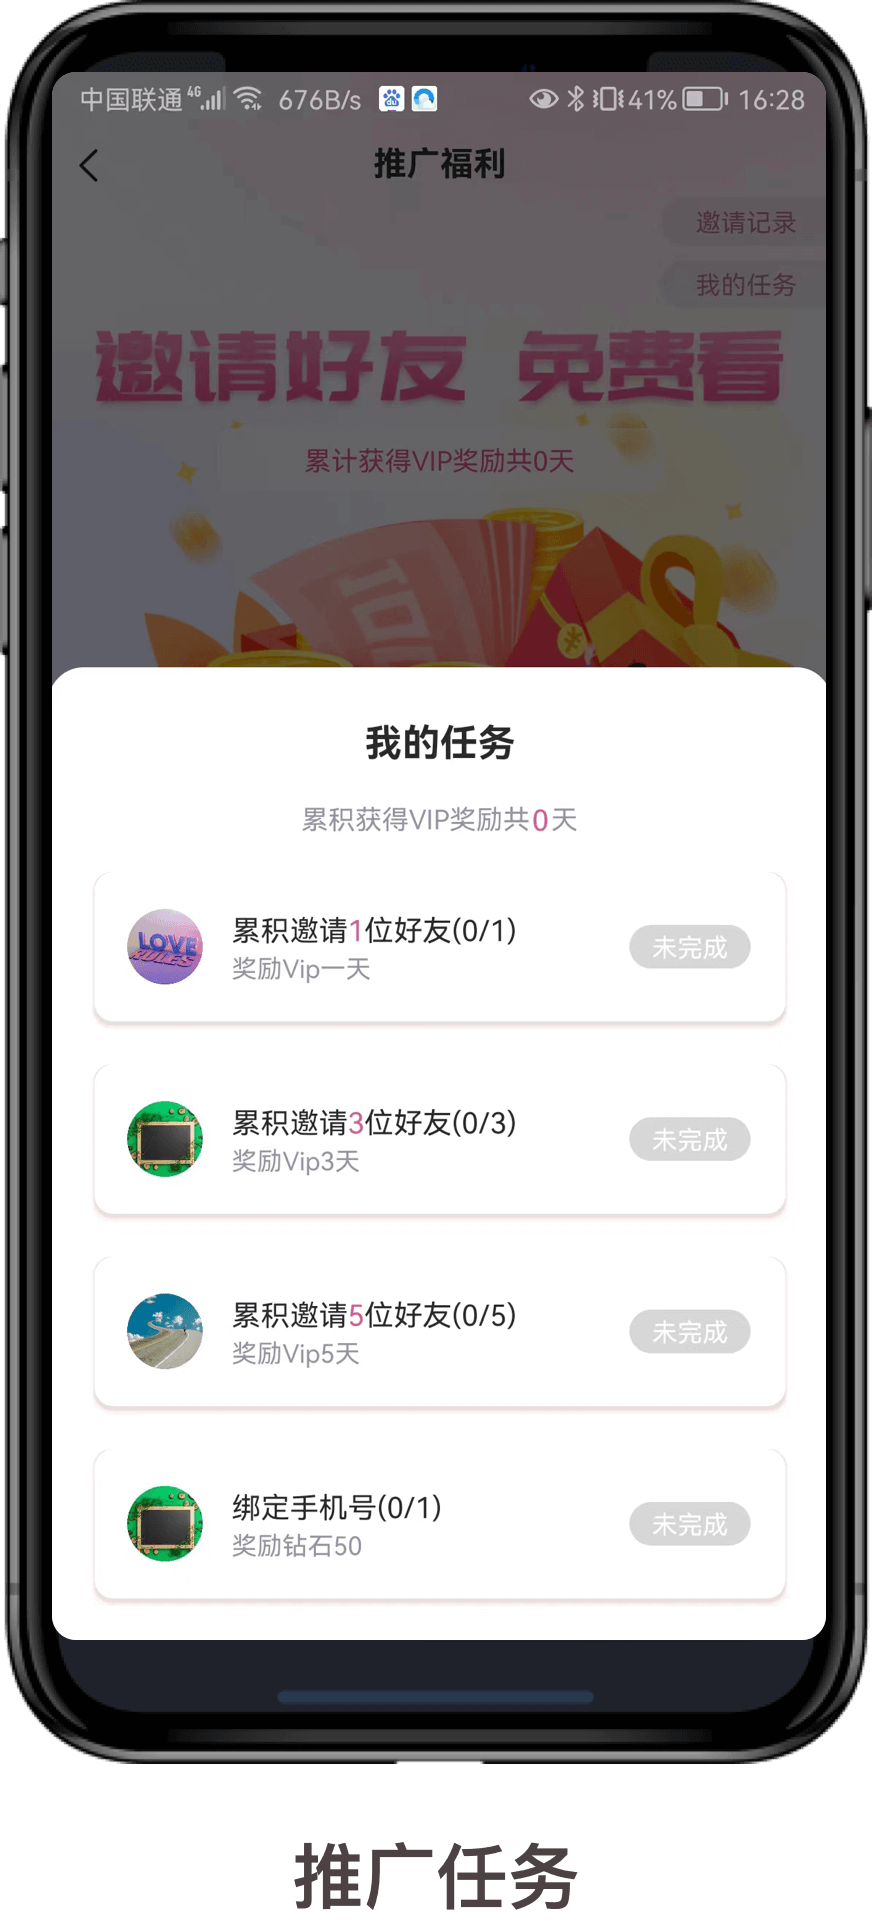 中国联通 4G 676B/s 41% 16:28
推广福利
邀请记录
我的任务
邀请好友 免费看
累计获得VIP奖励共0天
我的任务
累积获得VIP奖励共0天
LOVE
RULES
累积邀请1位好友(0/1)
奖励Vip一天
未完成
累积邀请3位好友(0/3)
奖励Vip3天
未完成
累积邀请5位好友(0/5)
奖励Vip5天
未完成
绑定手机号(0/1)
奖励钻石50
未完成
推广任务